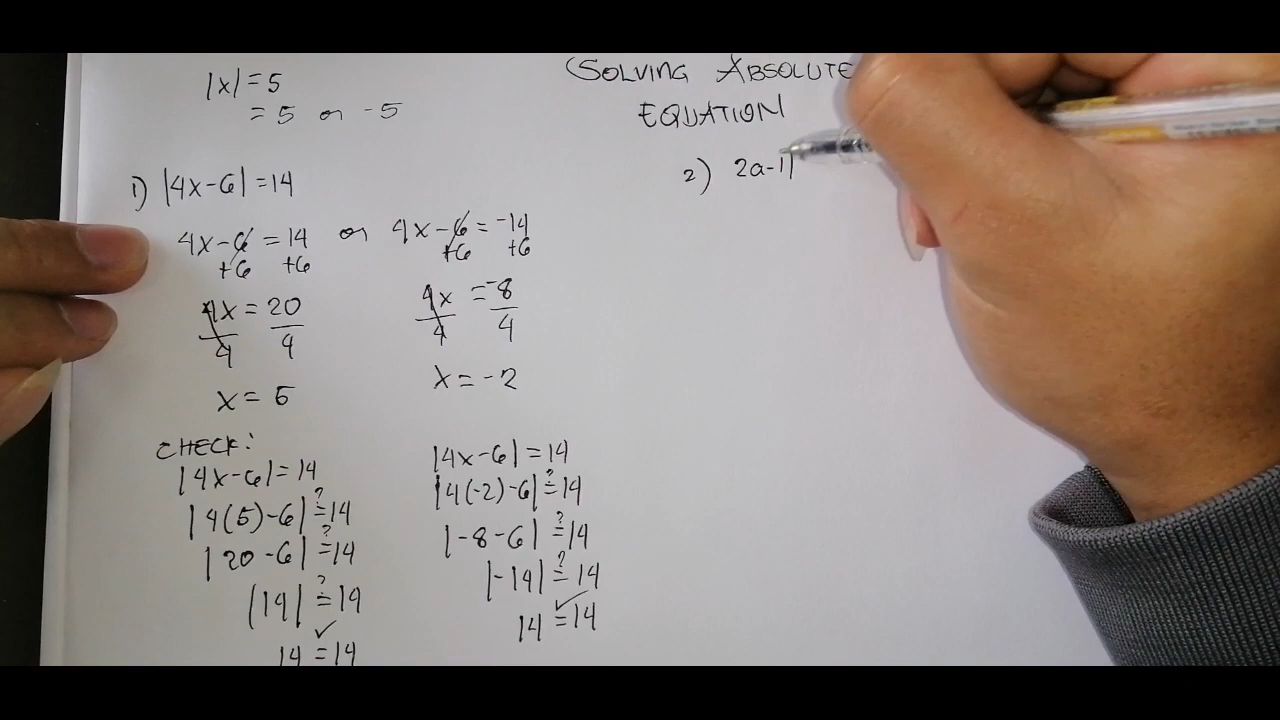 |x| = 5
= 5 or -5
1) |4x-6| = 14
4x-6 = 14 or 4x-6 = -14
+6 +6 +6 +6
4x = 20 4x = -8
4 4 4 4
x = 5 x = -2
CHECK:
|4x-6| = 14
|4(5)-6| ?= 14
|20-6| ?= 14
|14| ?= 14
✓
14 = 14
|4x-6| = 14
|4(-2)-6| ?= 14
|-8-6| ?= 14
|-14| ?= 14
✓
14 = 14
(SOLVING ABSOLUTE
EQUATION
2) 2a-1|